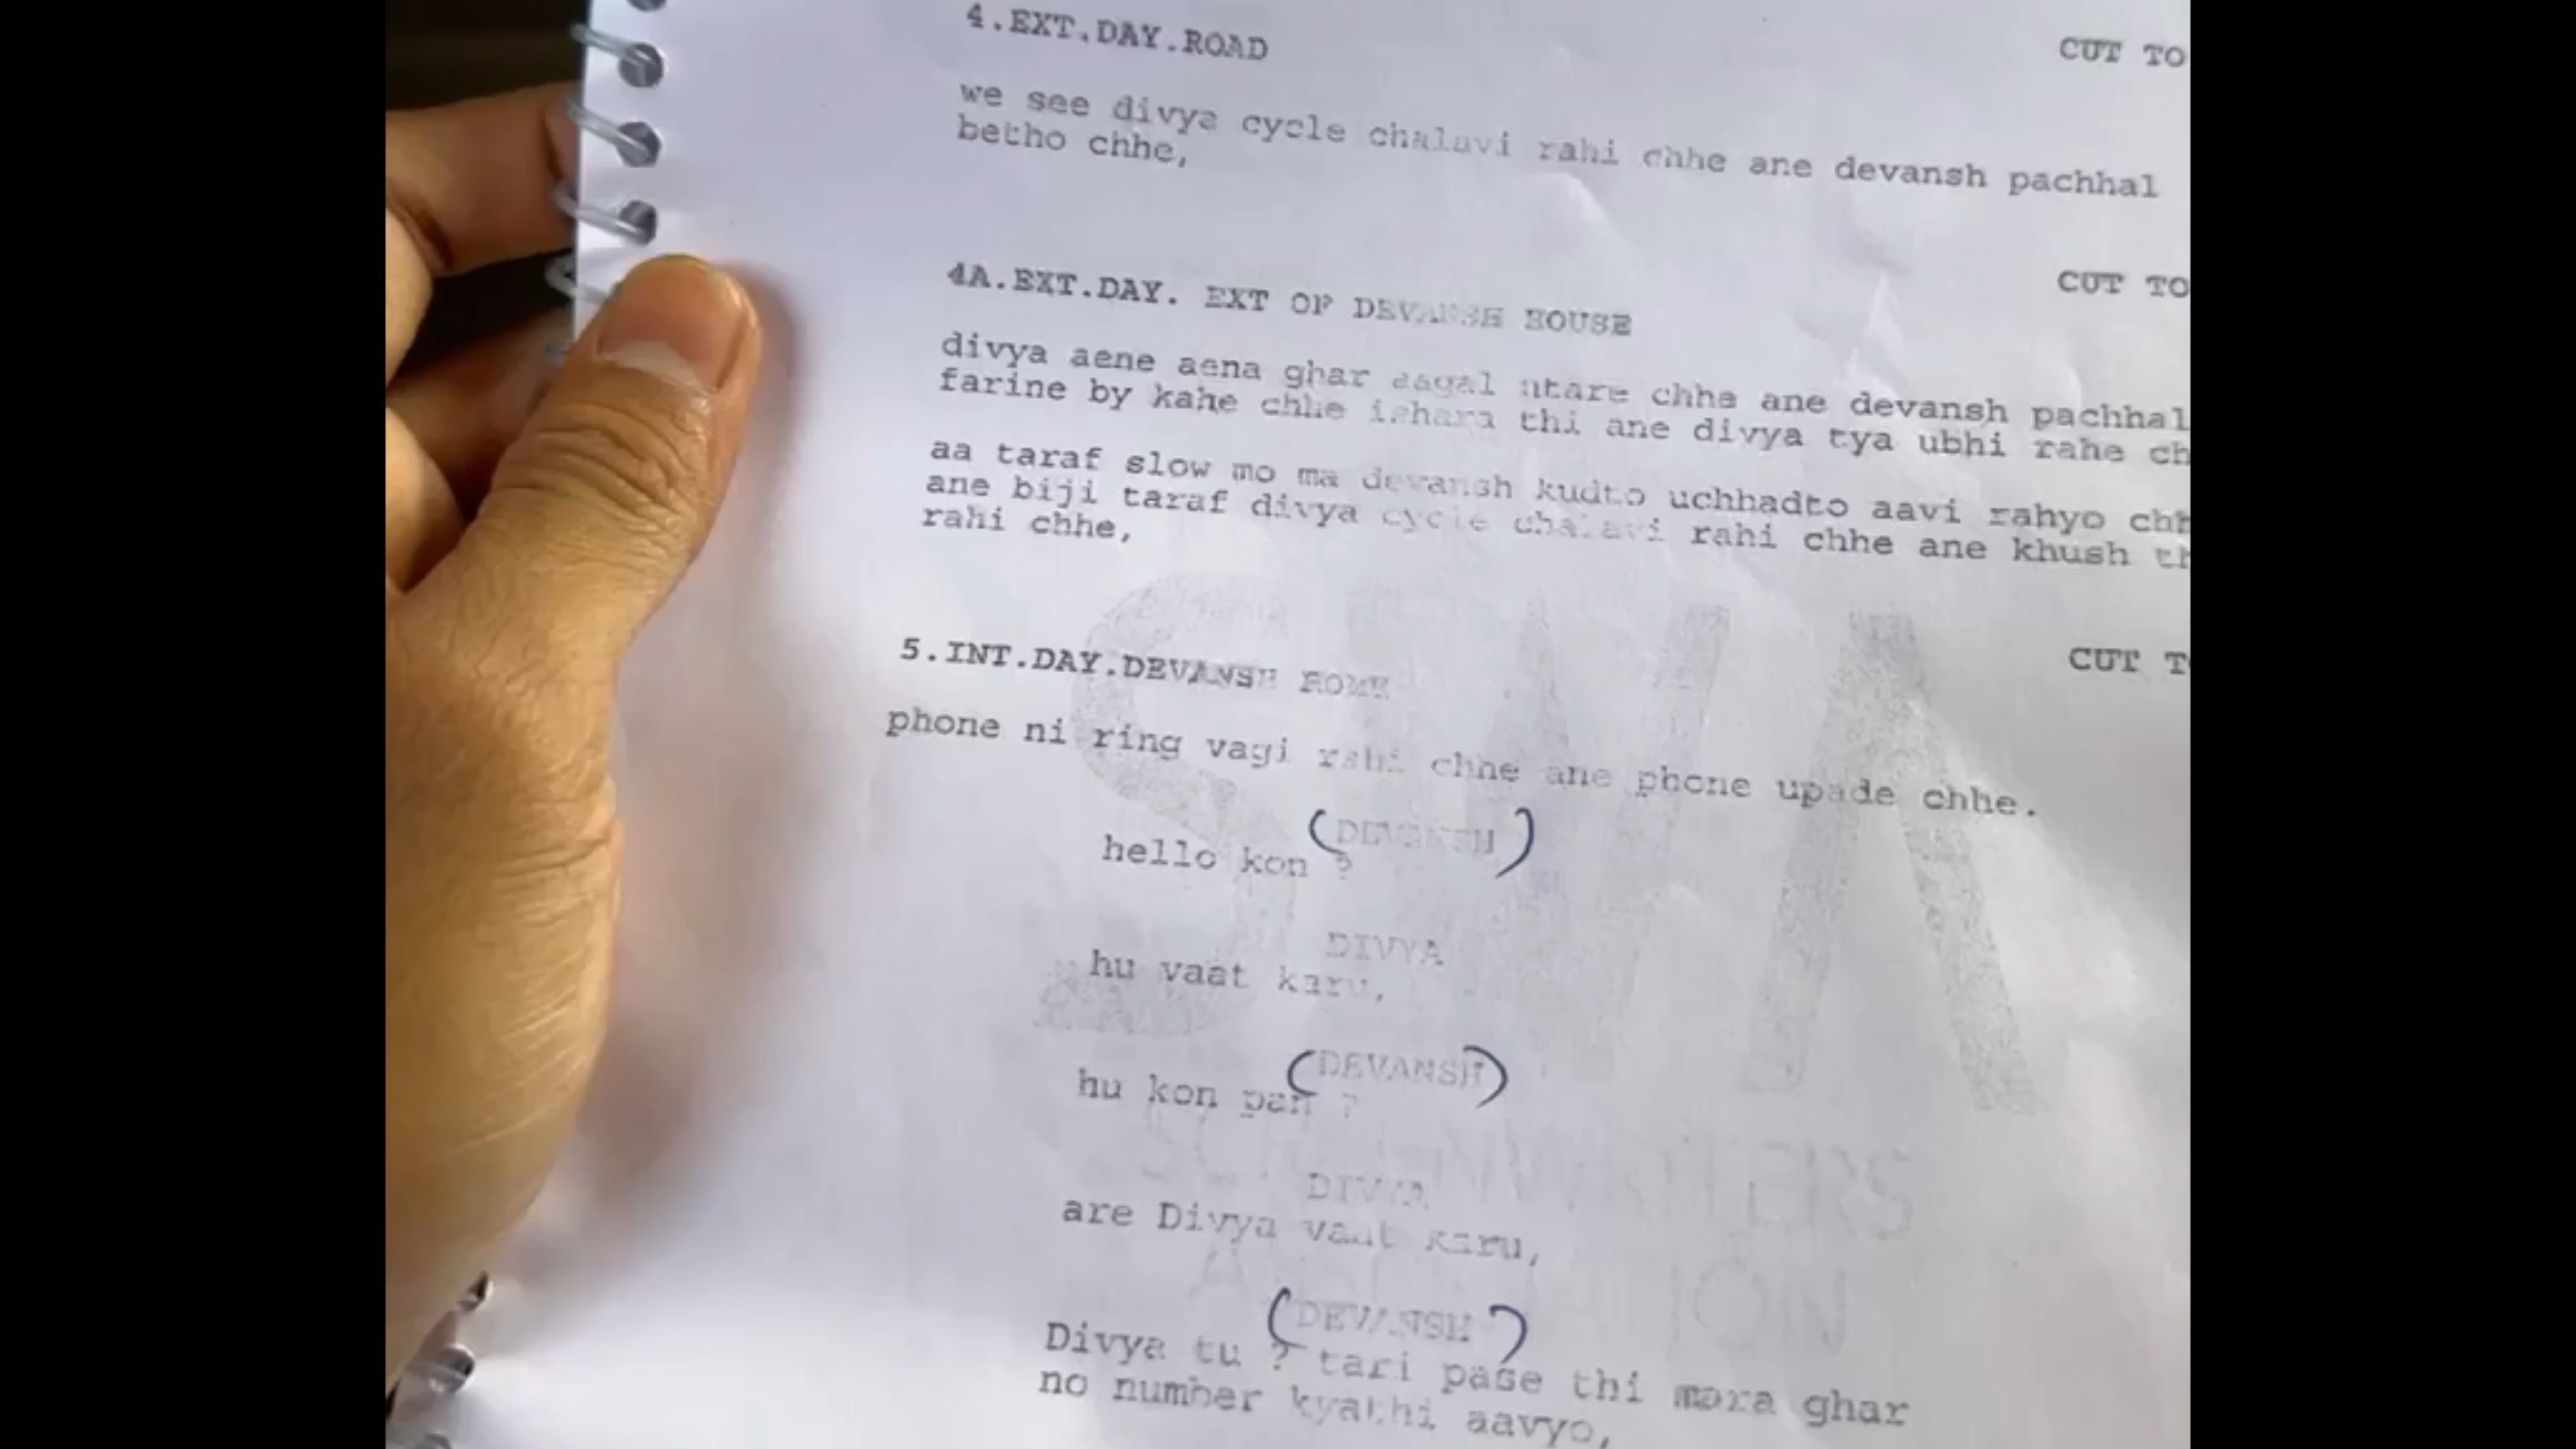 4.EXT.DAY.ROAD
CUT TO
we see divya cycle chalavi rahi chhe ane devansh pachhal
betho chhe,
4A.EXT.DAY. EXT OF DEVANSH HOUSE
CUT TO
divya aene aena ghar aagal utare chhe ane devansh pachhal
farine by kahe chhe ishara thi ane divya tya ubhi rahe ch
aa taraf slow mo ma devansh kudto uchhadto aavi rahyo chh
ane biji taraf divya cycle chalavi rahi chhe ane khush th
rahi chhe,
5.INT.DAY.DEVANSH HOME
CUT T
phone ni ring vagi rahi chhe ane phone upade chhe.
(DEVANSH)
hello kon ?
DIVYA
hu vaat karu,
(DEVANSH)
hu kon pan ?
DIVYA
are Divya vaat karu,
(DEVANSH)
Divya tu ? tari pase thi mara ghar
no number kyathi aavyo,
SWA
SCREENWRITERS
ASSOCIATION